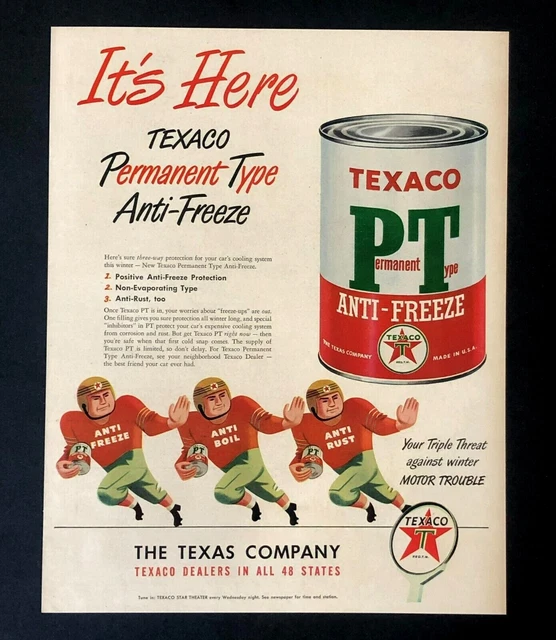 It's Here
TEXACO
Permanent Type
Anti-Freeze
Here's sure three-way protection for your car's cooling system
this winter — New Texaco Permanent Type Anti-Freeze.
1. Positive Anti-Freeze Protection
2. Non-Evaporating Type
3. Anti-Rust, too
Once Texaco PT is in, your worries about "freeze-ups" are out.
One filling gives you sure protection all winter long, and special
"inhibitors" in PT protect your car's expensive cooling system
from corrosion and rust. But get Texaco PT right now — then
you're safe when that first cold snap comes. The supply of
Texaco PT is limited, so don't delay. For Texaco Permanent
Type Anti-Freeze, see your neighborhood Texaco Dealer —
the best friend your car ever had.
TEXACO
PT
Permanent Type
ANTI-FREEZE
THE TEXAS COMPANY
TEXACO
T
REG. T.M.
MADE IN U.S.A.
ANTI
FREEZE
PT
ANTI
BOIL
PT
ANTI
RUST
PT
Your Triple Threat
against winter
MOTOR TROUBLE
TEXACO
T
REG. T.M.
THE TEXAS COMPANY
TEXACO DEALERS IN ALL 48 STATES
Tune in: TEXACO STAR THEATER every Wednesday night. See newspaper for time and station.